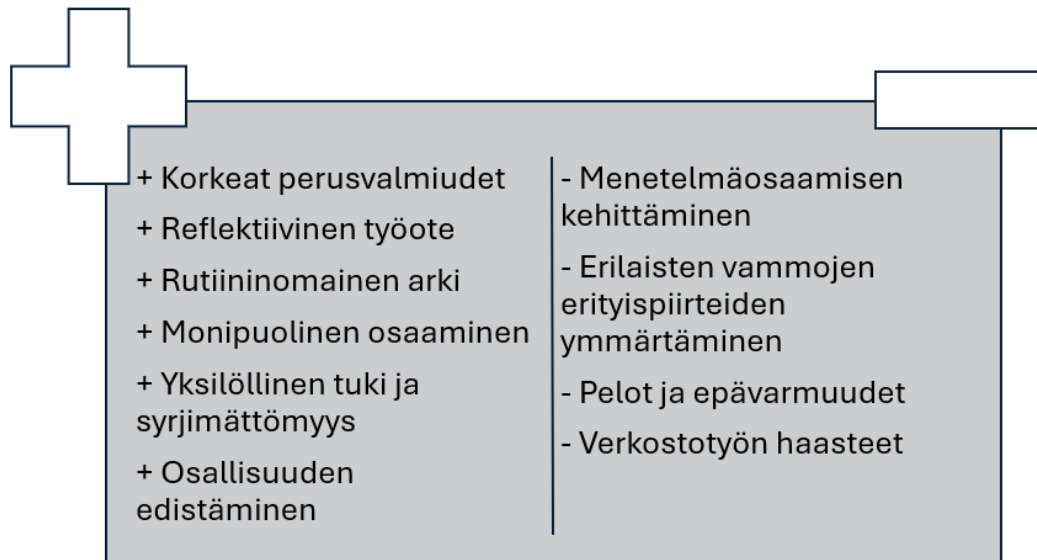 + Korkeat perusvalmiudet
+ Reflektiivinen työote
+ Rutiininomainen arki
+ Monipuolinen osaaminen
+ Yksilöllinen tuki ja
syrjimättömyys
+ Osallisuuden
edistäminen
- Menetelmäosaamisen
kehittäminen
- Erilaisten vammojen
erityispiirteiden
ymmärtäminen
- Pelot ja epävarmuudet
- Verkostotyön haasteet